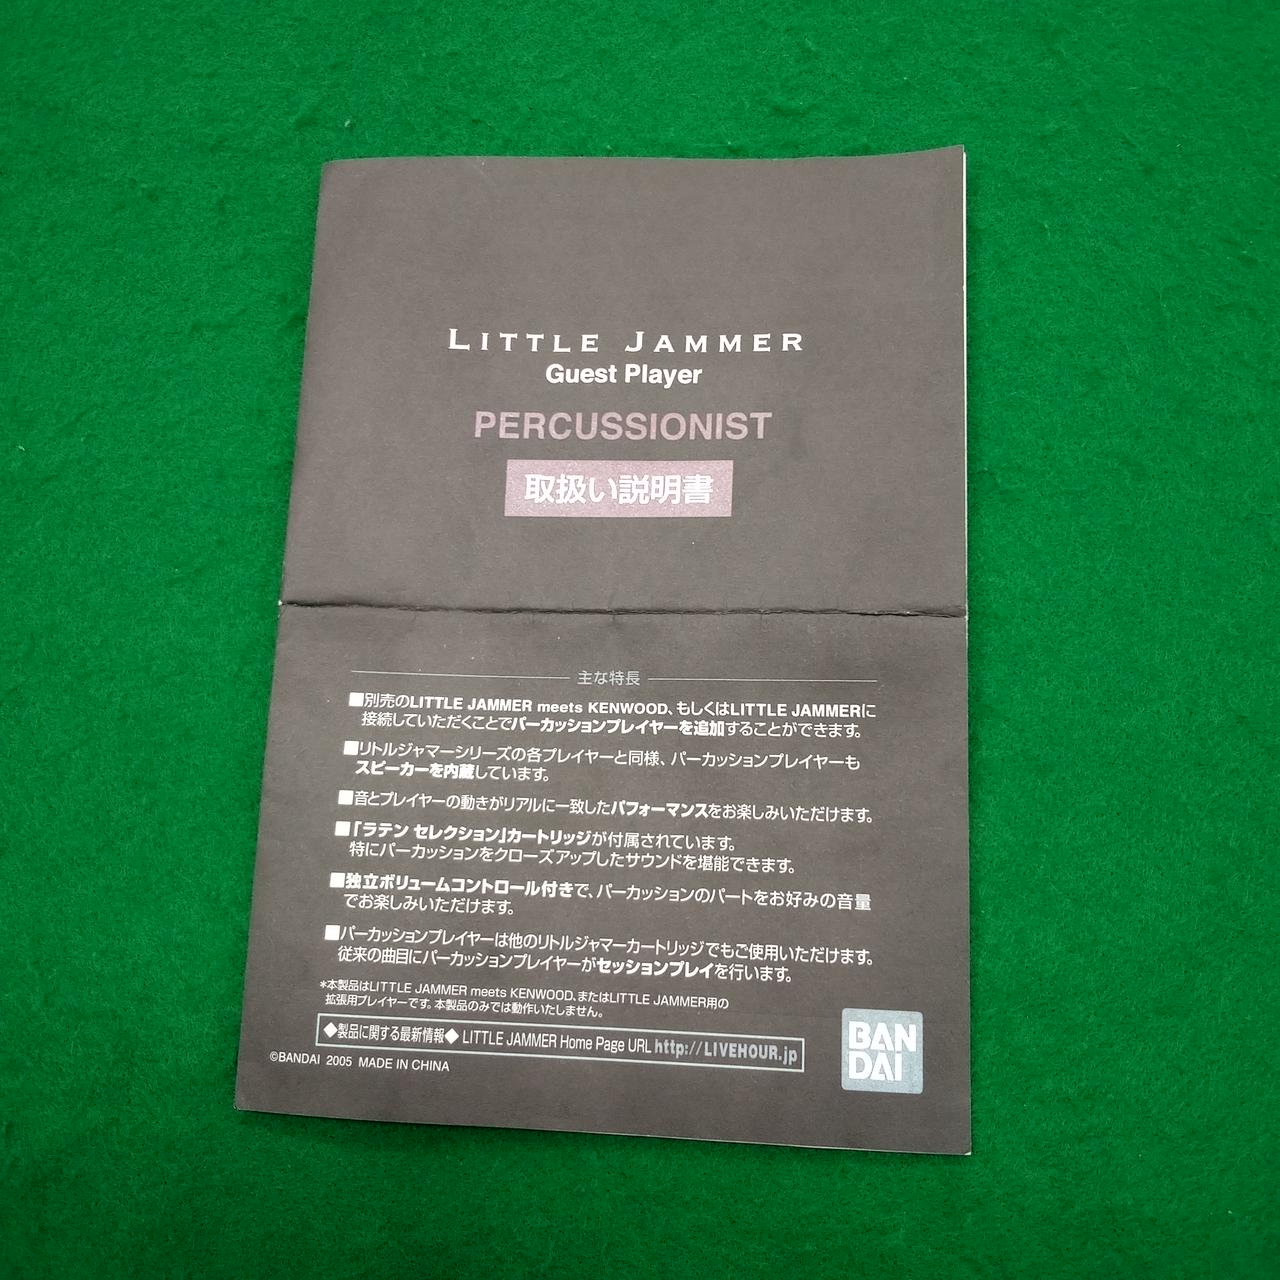 LITTLE JAMMER
Guest Player
PERCUSSIONIST
取扱い説明書
主な特長
■別売のLITTLE JAMMER meets KENWOOD、もしくはLITTLE JAMMERに
接続していただくことでパーカッションプレイヤーを追加することができます。
■リトルジャマーシリーズの各プレイヤーと同様、パーカッションプレイヤーも
スピーカーを内蔵しています。
■音とプレイヤーの動きがリアルに一致したパフォーマンスをお楽しみいただけます。
■「ラテン セレクション」カートリッジが付属されています。
特にパーカッションをクローズアップしたサウンドを堪能できます。
■独立ボリュームコントロール付きで、パーカッションのパートをお好みの音量
でお楽しみいただけます。
■パーカッションプレイヤーは他のリトルジャマーカートリッジでもご使用いただけます。
従来の曲目にパーカッションプレイヤーがセッションプレイを行います。
*本製品はLITTLE JAMMER meets KENWOOD、またはLITTLE JAMMER用の
拡張用プレイヤーです。本製品のみでは動作いたしません。
◆製品に関する最新情報◆ LITTLE JAMMER Home Page URL http://LIVEHOUR.jp
©BANDAI 2005 MADE IN CHINA
BAN
DAI